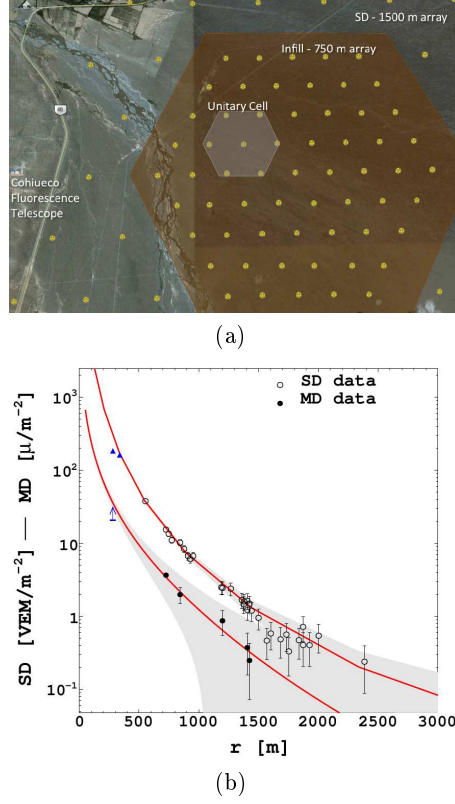 SD - 1500 m array
Infill - 750 m array
Unitary Cell
40
Cohiueco
Fluorescence
Telescope
(a)
SD [VEM/m⁻²] — MD [μ/m⁻²]
10³
10²
10
1
10⁻¹
SD data
MD data
0 500 1000 1500 2000 2500 3000
r [m]
(b)